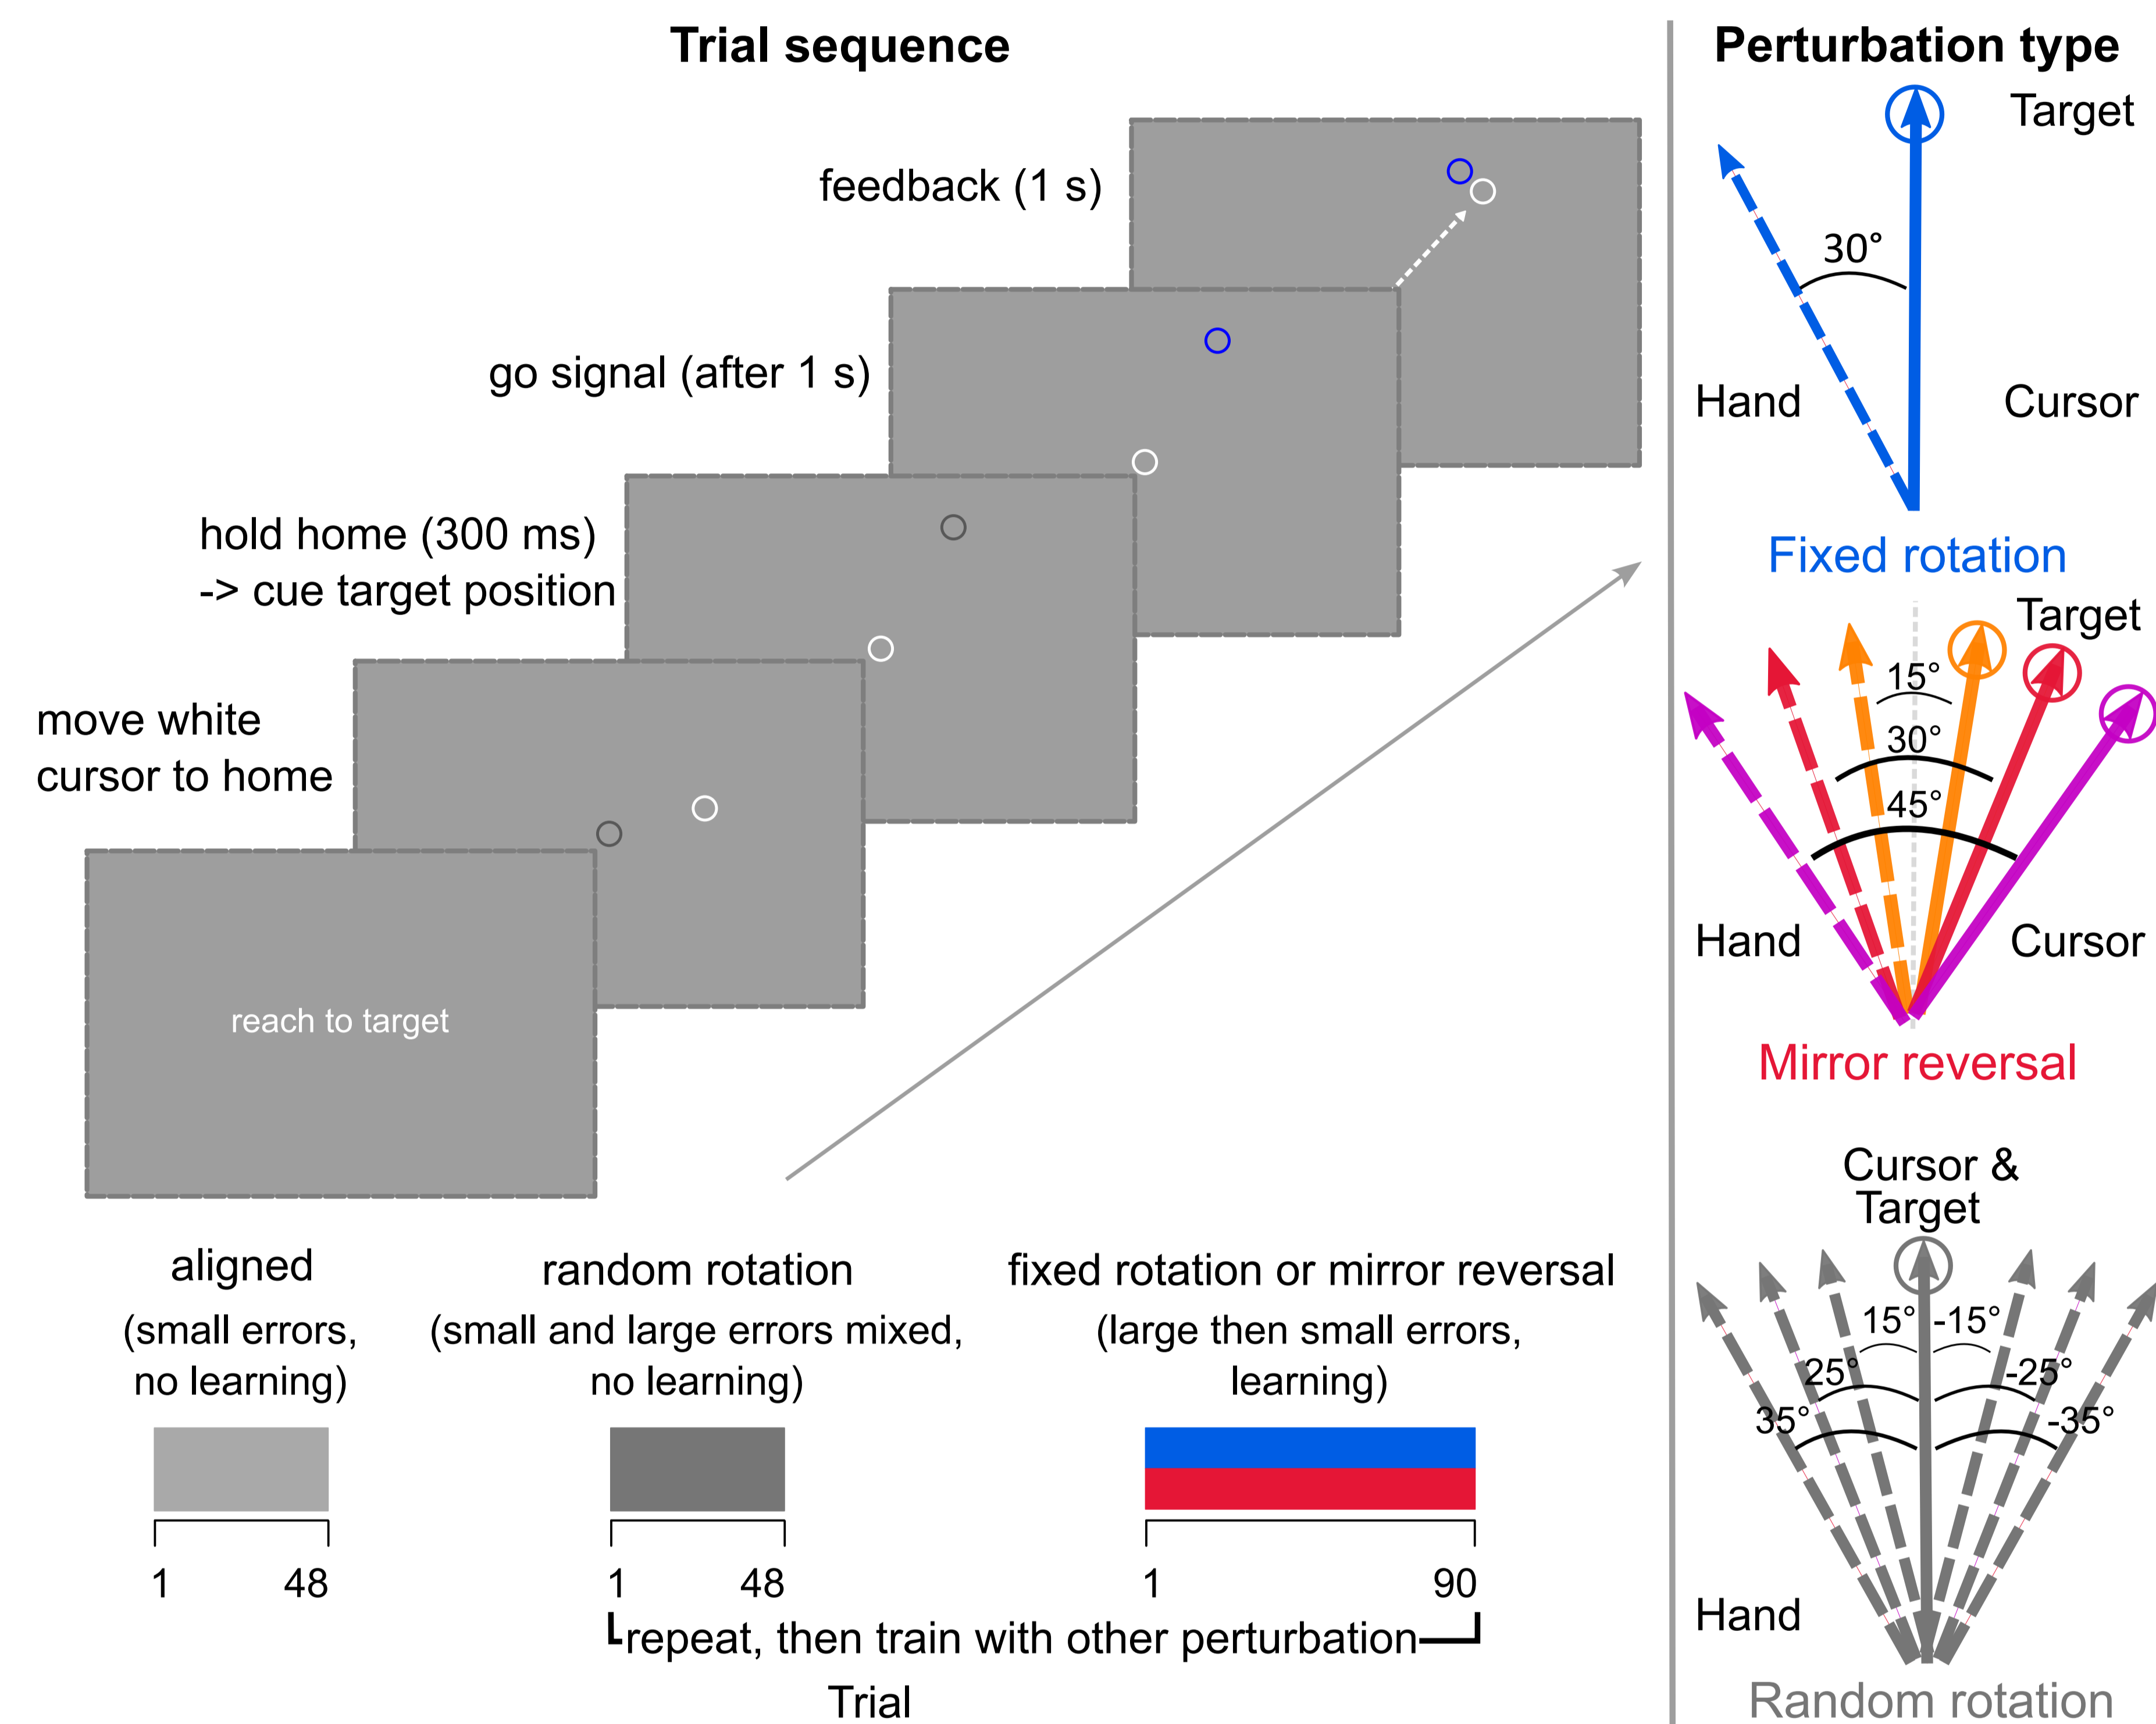 Trial sequence
feedback (1 s)
go signal (after 1 s)
hold home (300 ms)
-> cue target position
move white
cursor to home
reach to target
aligned
(small errors,
no learning)
1 48
random rotation
(small and large errors mixed,
no learning)
1 48
fixed rotation or mirror reversal
(large then small errors,
learning)
1 90
repeat, then train with other perturbation
Trial
Perturbation type
Target
30°
Hand Cursor
Fixed rotation
Target
15°
30°
45°
Hand Cursor
Mirror reversal
Cursor &
Target
15° -15°
25° -25°
35° -35°
Hand
Random rotation